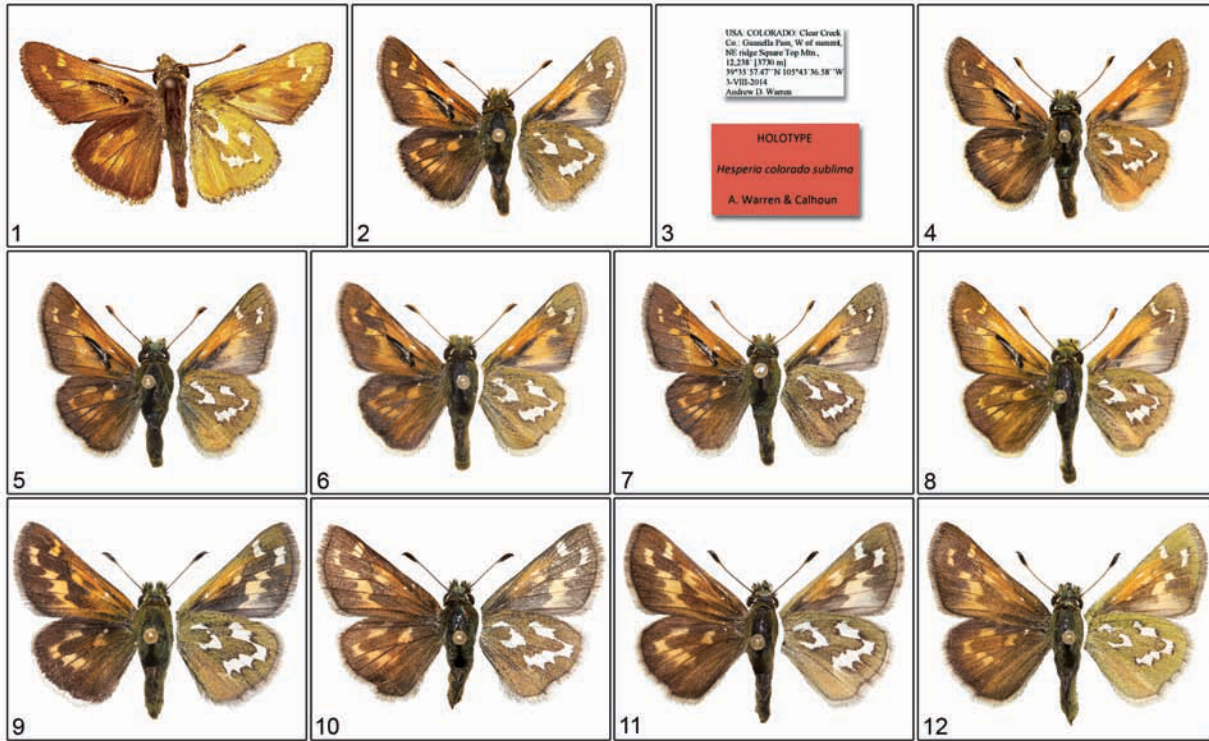 1
2
USA: COLORADO: Clear Creek
Co.: Guanella Pass, W of summit,
NE ridge Square Top Mtn.,
12,238' [3730 m]
39°35'57.47''N 105°43'36.58''W
3-VIII-2014
Andrew D. Warren
HOLOTYPE
Hesperia colorado sublima
A. Warren & Calhoun
3
4
5
6
7
8
9
10
11
12